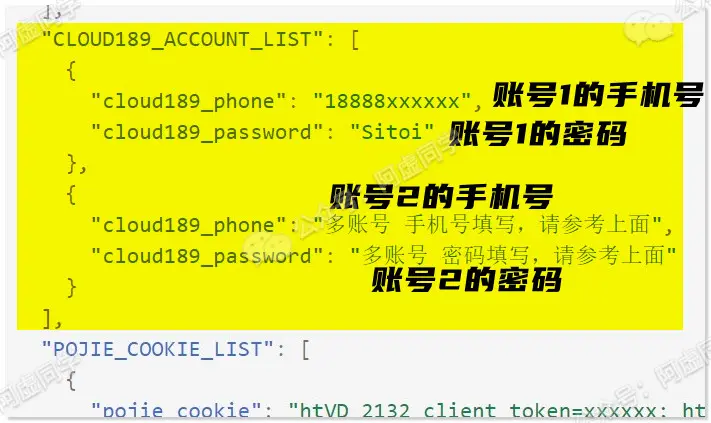 ],
"CLOUD189_ACCOUNT_LIST": [
{
"cloud189_phone": "18888xxxxxx", 账号1的手机号
"cloud189_password": "Sitoi" 账号1的密码
},
{ 账号2的手机号
"cloud189_phone": "多账号 手机号填写，请参考上面",
"cloud189_password": "多账号 密码填写，请参考上面"
} 账号2的密码
],
"POJIE_COOKIE_LIST": [
{
"pojie_cookie": "htVD_2132_client_token=xxxxxx; ht